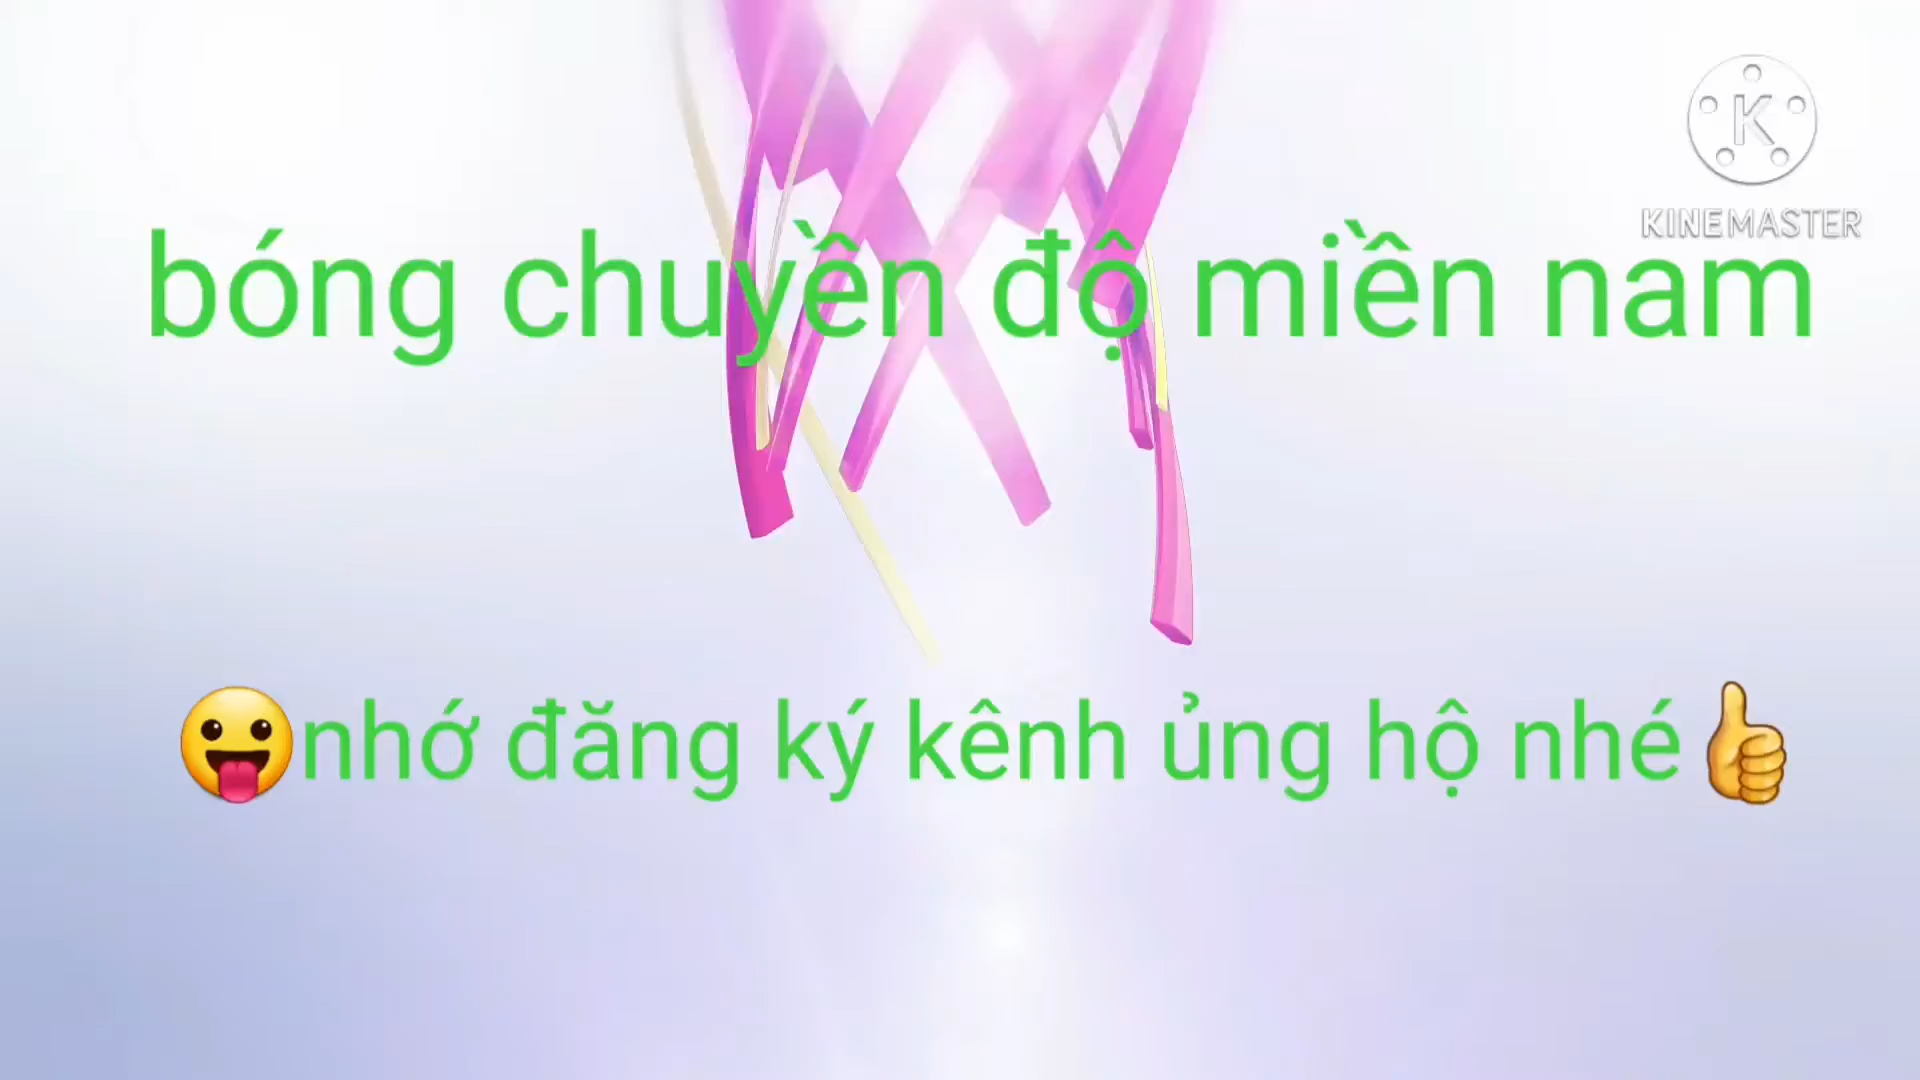 KINEMASTER
bóng chuyền độ miền nam
😛nhớ đăng ký kênh ủng hộ nhé👍